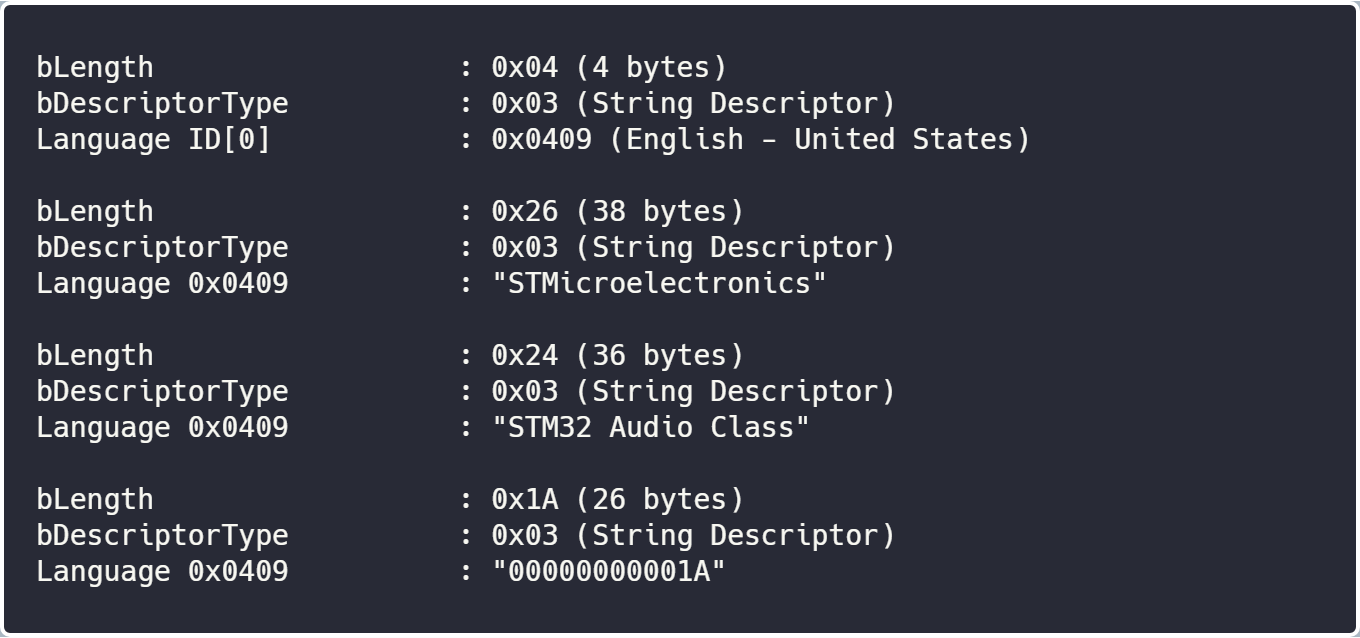 bLength                         : 0x04 (4 bytes)
bDescriptorType                 : 0x03 (String Descriptor)
Language ID[0]                  : 0x0409 (English - United States)

bLength                         : 0x26 (38 bytes)
bDescriptorType                 : 0x03 (String Descriptor)
Language 0x0409                 : "STMicroelectronics"

bLength                         : 0x24 (36 bytes)
bDescriptorType                 : 0x03 (String Descriptor)
Language 0x0409                 : "STM32 Audio Class"

bLength                         : 0x1A (26 bytes)
bDescriptorType                 : 0x03 (String Descriptor)
Language 0x0409                 : "00000000001A"